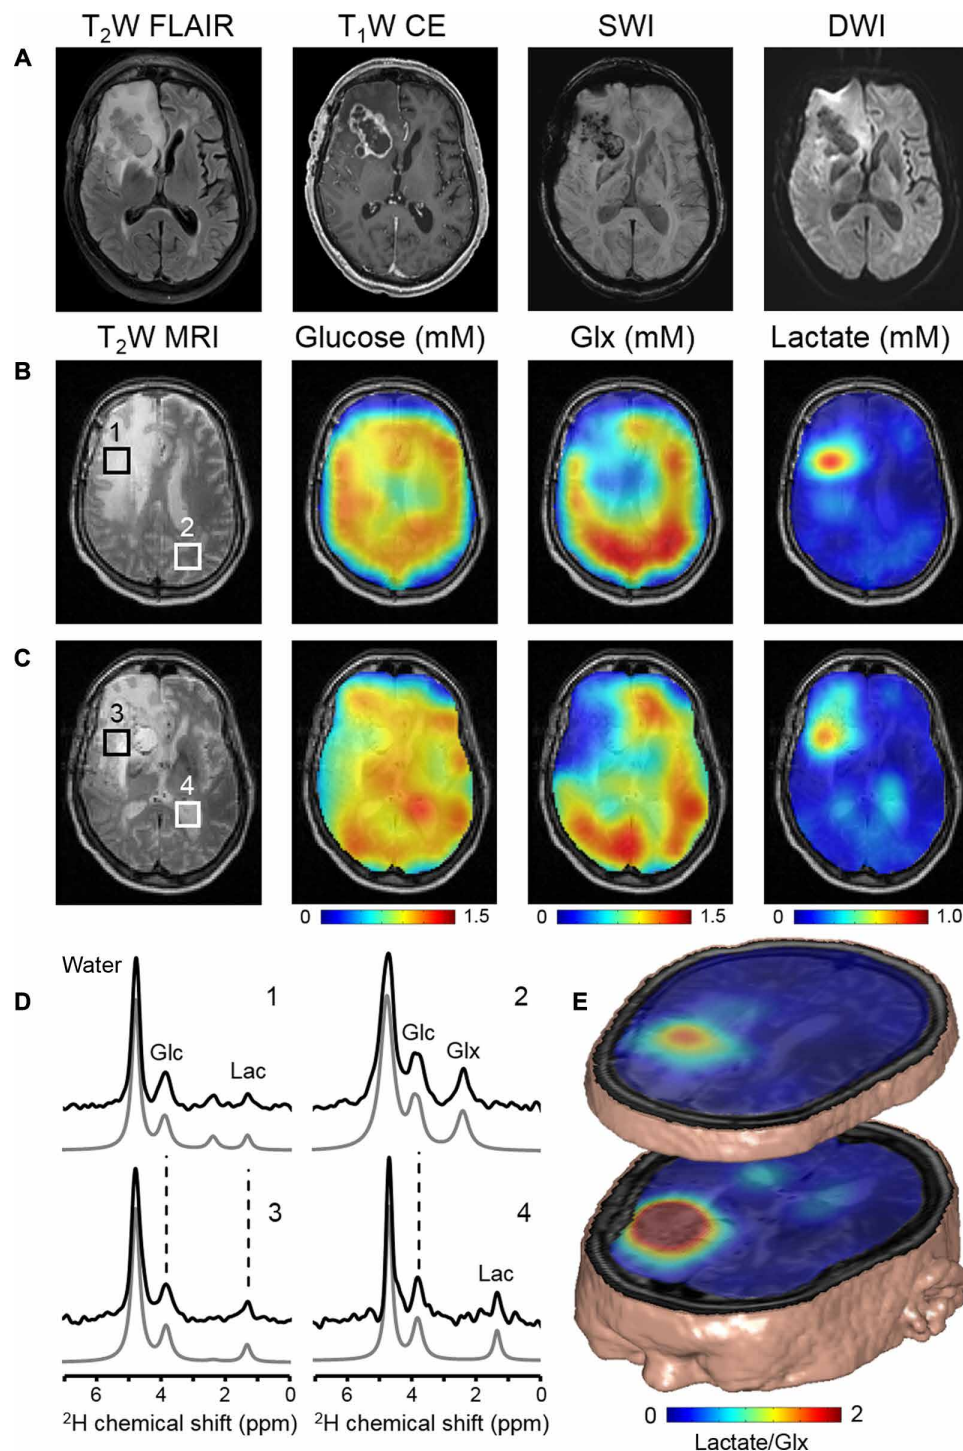 T₂W FLAIR T₁W CE SWI DWI
A
T₂W MRI Glucose (mM) Glx (mM) Lactate (mM)
B
1
2
C
3
4
0 1.5 0 1.5 0 1.0
D Water 1 2 E
Glc Lac Glc Glx
3 4
Lac
6 4 2 0 6 4 2 0
²H chemical shift (ppm) ²H chemical shift (ppm)
0 2
Lactate/Glx